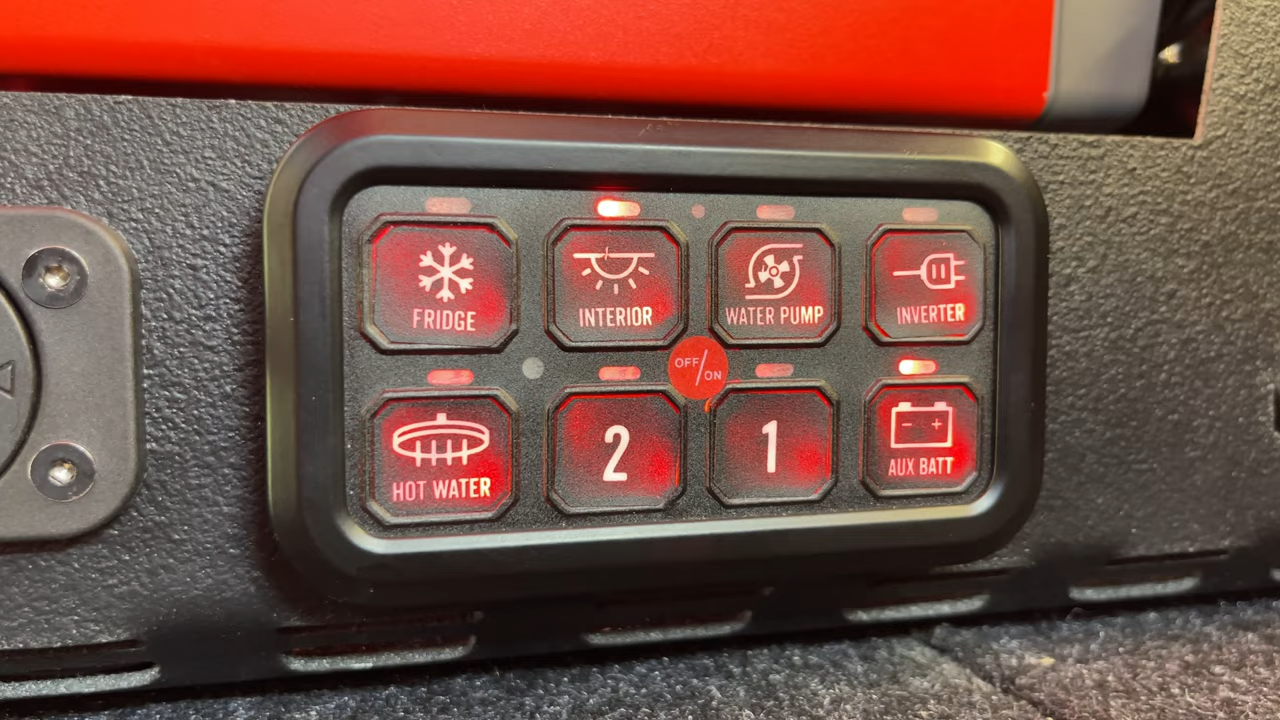 FRIDGE
INTERIOR
WATER PUMP
INVERTER
OFF/ON
HOT WATER
2
1
AUX BATT